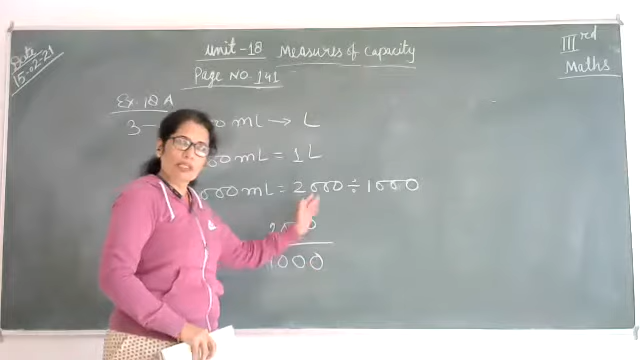 Date
15-02-21
Unit-18 Measures of Capacity
Page No. 141
III rd
Maths
Ex. 18 A
3- mL → L
mL = 1 L
mL = 2000 ÷ 1000
1000